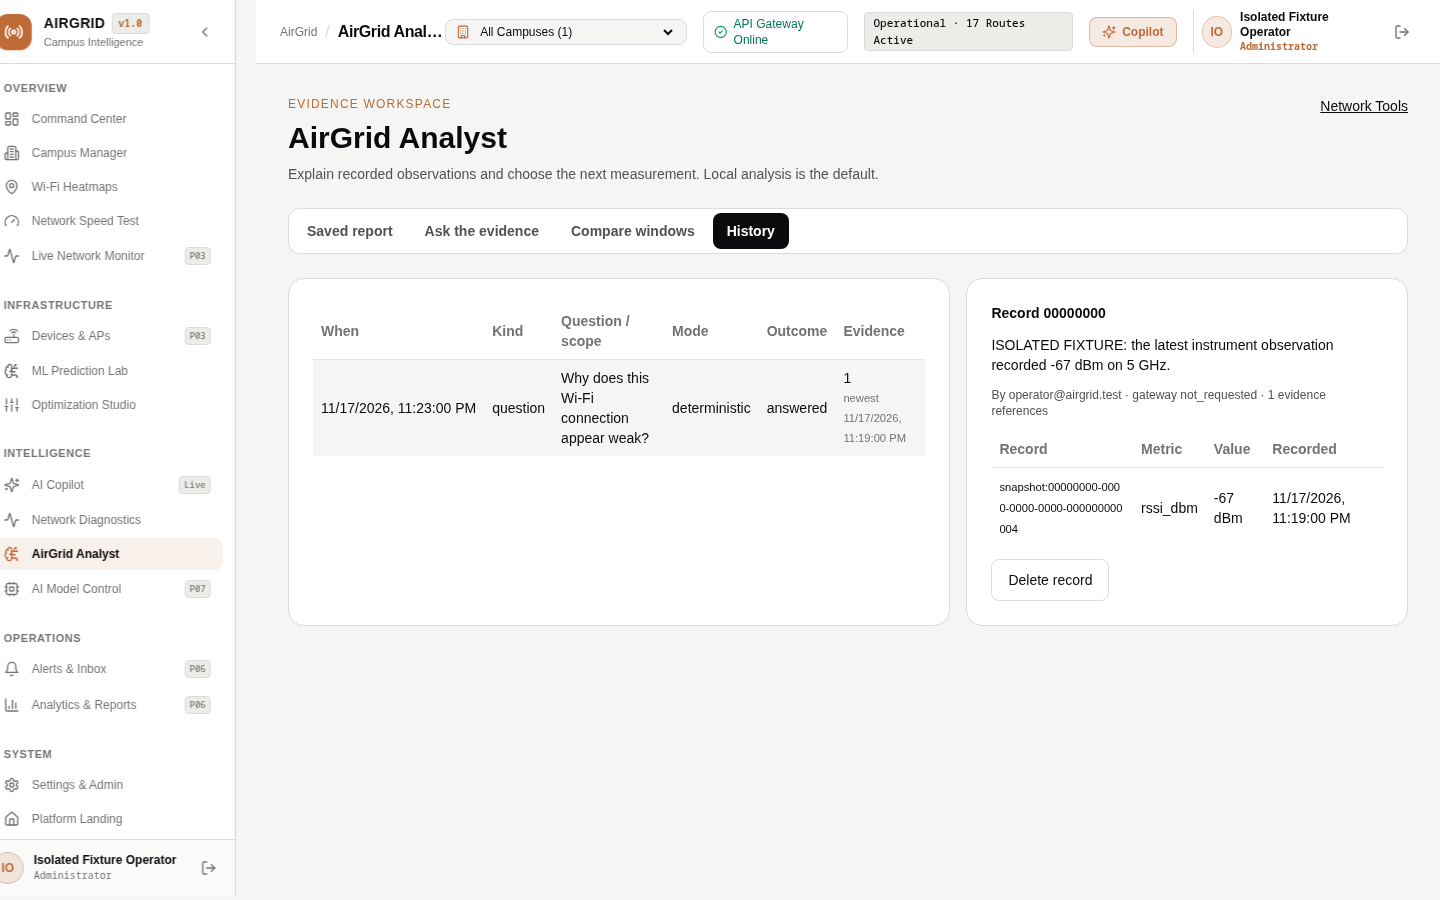 AIRGRID v1.0
Campus Intelligence
OVERVIEW
Command Center
Campus Manager
Wi-Fi Heatmaps
Network Speed Test
Live Network Monitor P03
INFRASTRUCTURE
Devices & APs P03
ML Prediction Lab
Optimization Studio
INTELLIGENCE
AI Copilot Live
Network Diagnostics
AirGrid Analyst
AI Model Control P07
OPERATIONS
Alerts & Inbox P06
Analytics & Reports P06
SYSTEM
Settings & Admin
Platform Landing
IO Isolated Fixture Operator
Administrator
AirGrid / AirGrid Anal…
All Campuses (1)
API Gateway
Online
Operational · 17 Routes
Active
Copilot
IO
Isolated Fixture
Operator
Administrator
EVIDENCE WORKSPACE
Network Tools
AirGrid Analyst
Explain recorded observations and choose the next measurement. Local analysis is the default.
Saved report Ask the evidence Compare windows History
When Kind Question / scope Mode Outcome Evidence
11/17/2026, 11:23:00 PM question
Why does this
Wi-Fi
connection
appear weak?
deterministic answered
1
newest
11/17/2026,
11:19:00 PM
Record 00000000
ISOLATED FIXTURE: the latest instrument observation
recorded -67 dBm on 5 GHz.
By operator@airgrid.test · gateway not_requested · 1 evidence
references
Record Metric Value Recorded
snapshot:00000000-000
0-0000-0000-000000000
004
rssi_dbm
-67
dBm
11/17/2026,
11:19:00 PM
Delete record